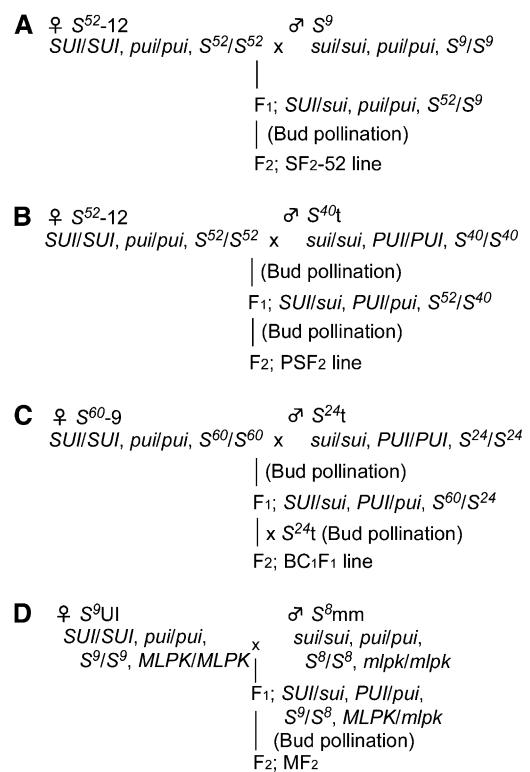 A ♀ S52-12 ♂ S9
SUI/SUI, pui/pui, S52/S52 x sui/sui, pui/pui, S9/S9
F1; SUI/sui, pui/pui, S52/S9
(Bud pollination)
F2; SF2-52 line
B ♀ S52-12 ♂ S40t
SUI/SUI, pui/pui, S52/S52 x sui/sui, PUI/PUI, S40/S40
(Bud pollination)
F1; SUI/sui, PUI/pui, S52/S40
(Bud pollination)
F2; PSF2 line
C ♀ S60-9 ♂ S24t
SUI/SUI, pui/pui, S60/S60 x sui/sui, PUI/PUI, S24/S24
(Bud pollination)
F1; SUI/sui, PUI/pui, S60/S24
x S24t (Bud pollination)
F2; BC1F1 line
D ♀ S9UI ♂ S8mm
SUI/SUI, pui/pui, x sui/sui, pui/pui,
S9/S9, MLPK/MLPK S8/S8, mlpk/mlpk
F1; SUI/sui, PUI/pui,
S9/S8, MLPK/mlpk
(Bud pollination)
F2; MF2